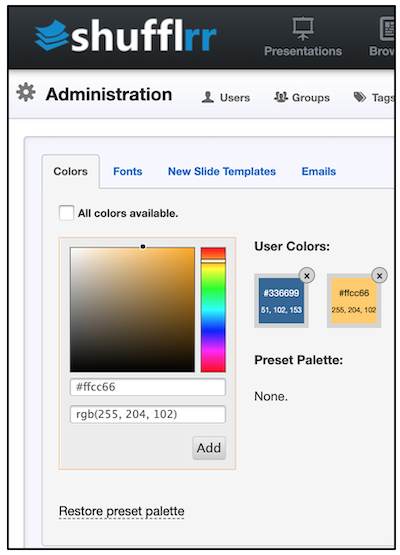 shufflrr
Presentations
Administration
Users
Groups
Tags
Colors
Fonts
New Slide Templates
Emails
All colors available.
User Colors:
x
x
#336699
51, 102, 153
#ffcc66
255, 204, 102
#ffcc66
rgb(255, 204, 102)
Add
Preset Palette:
None.
Restore preset palette